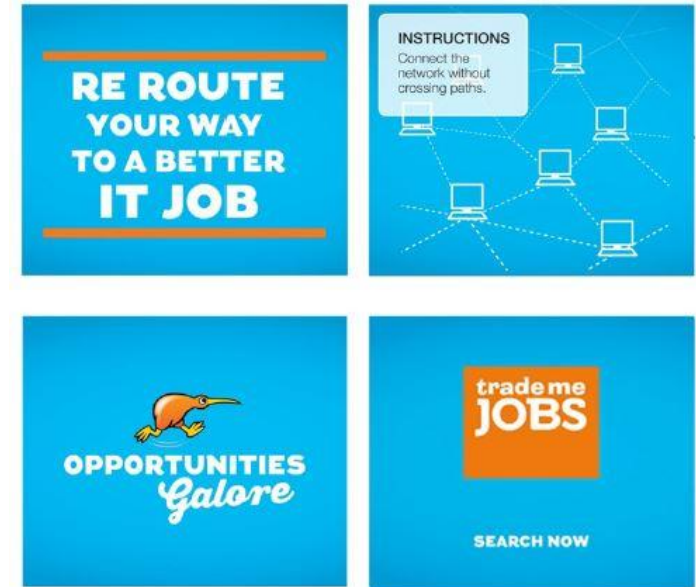 RE ROUTE
YOUR WAY
TO A BETTER
IT JOB
INSTRUCTIONS
Connect the
network without
crossing paths.
OPPORTUNITIES
Galore
trade me
JOBS
SEARCH NOW